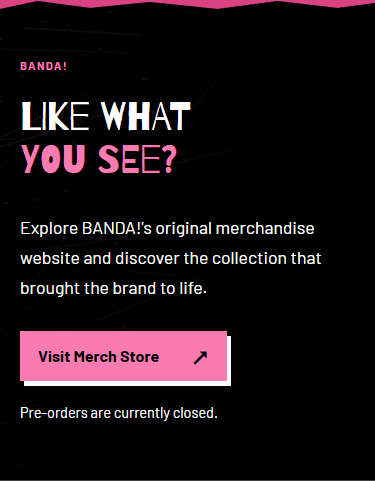 BANDA!
LIKE WHAT
YOU SEE?
Explore BANDA!'s original merchandise
website and discover the collection that
brought the brand to life.
Visit Merch Store ↗
Pre-orders are currently closed.